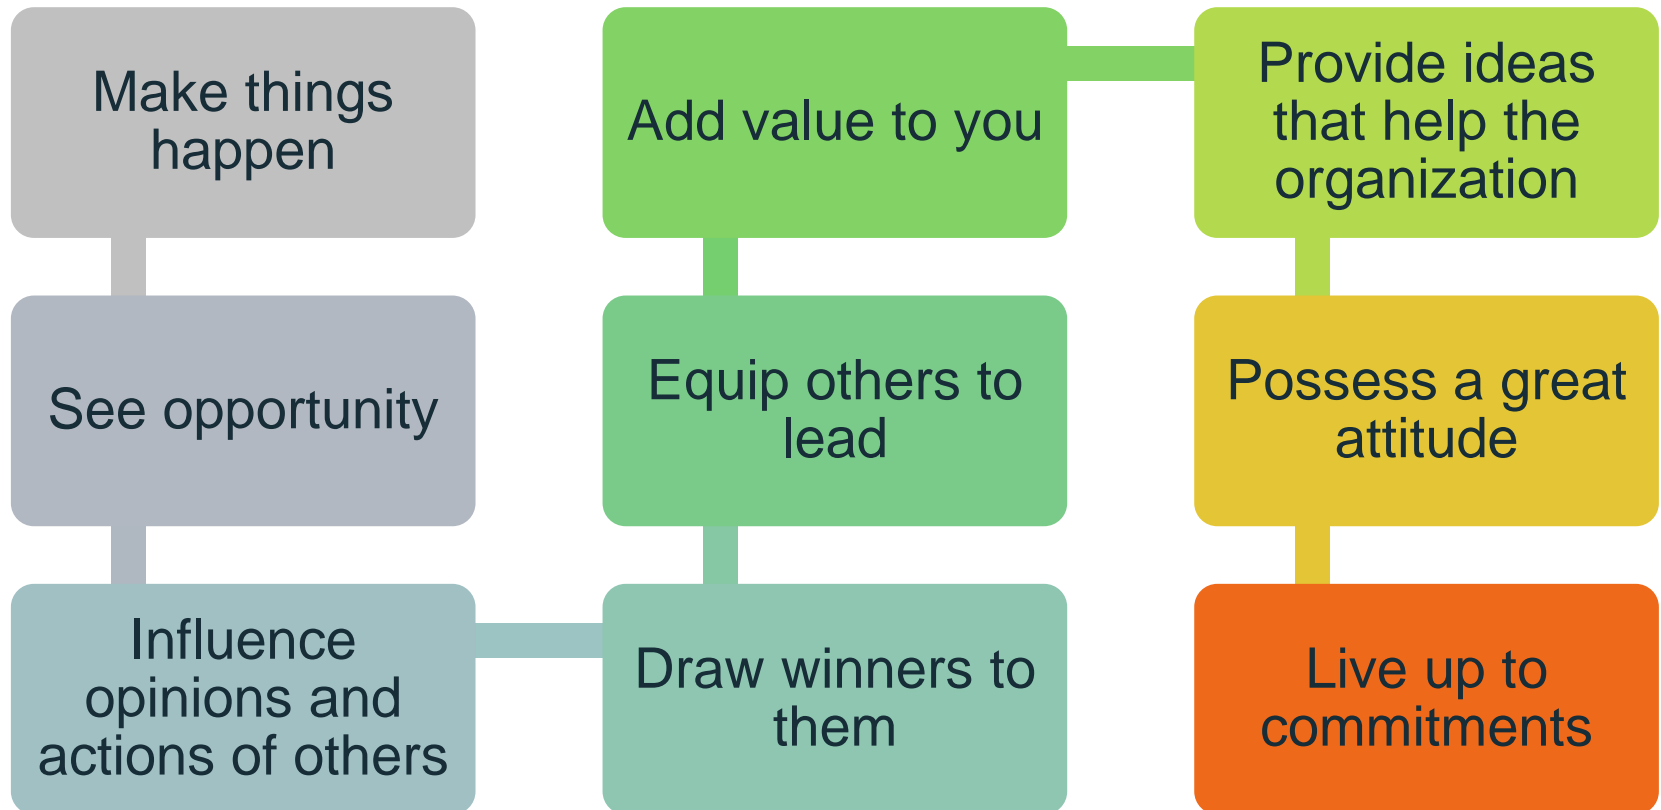 Make things
happen
See opportunity
Influence
opinions and
actions of others
Draw winners to
them
Equip others to
lead
Add value to you
Provide ideas
that help the
organization
Possess a great
attitude
Live up to
commitments